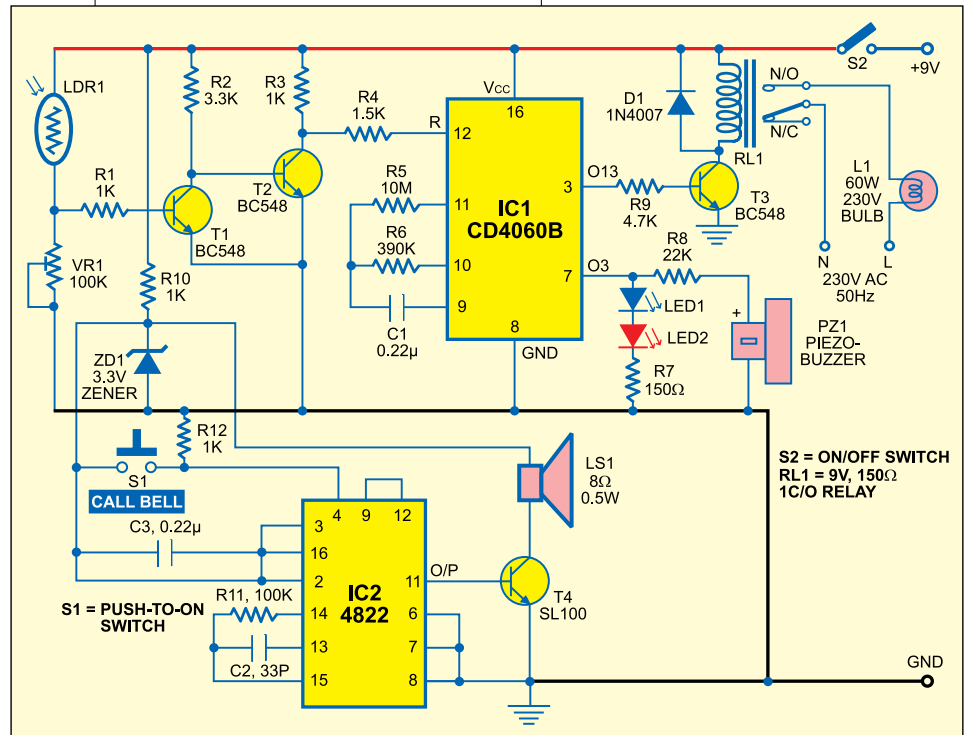 S2
+9V
LDR1
R2
3.3K
R3
1K
R4
1.5K
R
VCC
16
12
D1
1N4007
N/O
N/C
RL1
R1
1K
T2
BC548
T1
BC548
R5
10M
11
R6
390K
10
9
C1
0.22µ
IC1
CD4060B
3
O13
R9
4.7K
T3
BC548
L1
60W
230V
BULB
7
O3
R8
22K
N
L
230V AC
50Hz
VR1
100K
R10
1K
8
GND
LED1
LED2
R7
150Ω
+
PZ1
PIEZO-
BUZZER
ZD1
3.3V
ZENER
R12
1K
S1
CALL BELL
LS1
8Ω
0.5W
S2 = ON/OFF SWITCH
RL1 = 9V, 150Ω
1C/O RELAY
C3, 0.22µ
4
9
12
3
16
2
IC2
4822
11
O/P
T4
SL100
S1 = PUSH-TO-ON
SWITCH
R11, 100K
14
6
C2, 33P
13
7
15
8
GND